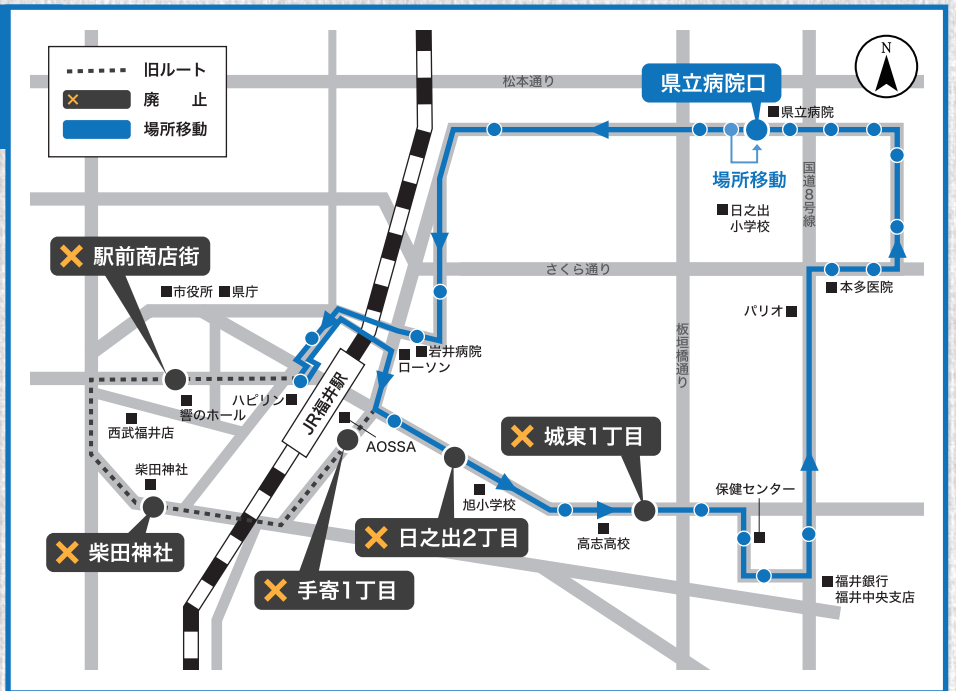 旧ルート
廃 止
場所移動
N
松本通り
県立病院口
県立病院
場所移動
国道8号線
日之出
小学校
駅前商店街
さくら通り
市役所
県庁
本多医院
パリオ
岩井病院
ローソン
板垣橋通り
JR福井駅
ハピリン
響のホール
西武福井店
AOSSA
城東1丁目
柴田神社
保健センター
旭小学校
柴田神社
日之出2丁目
高志高校
手寄1丁目
福井銀行
福井中央支店